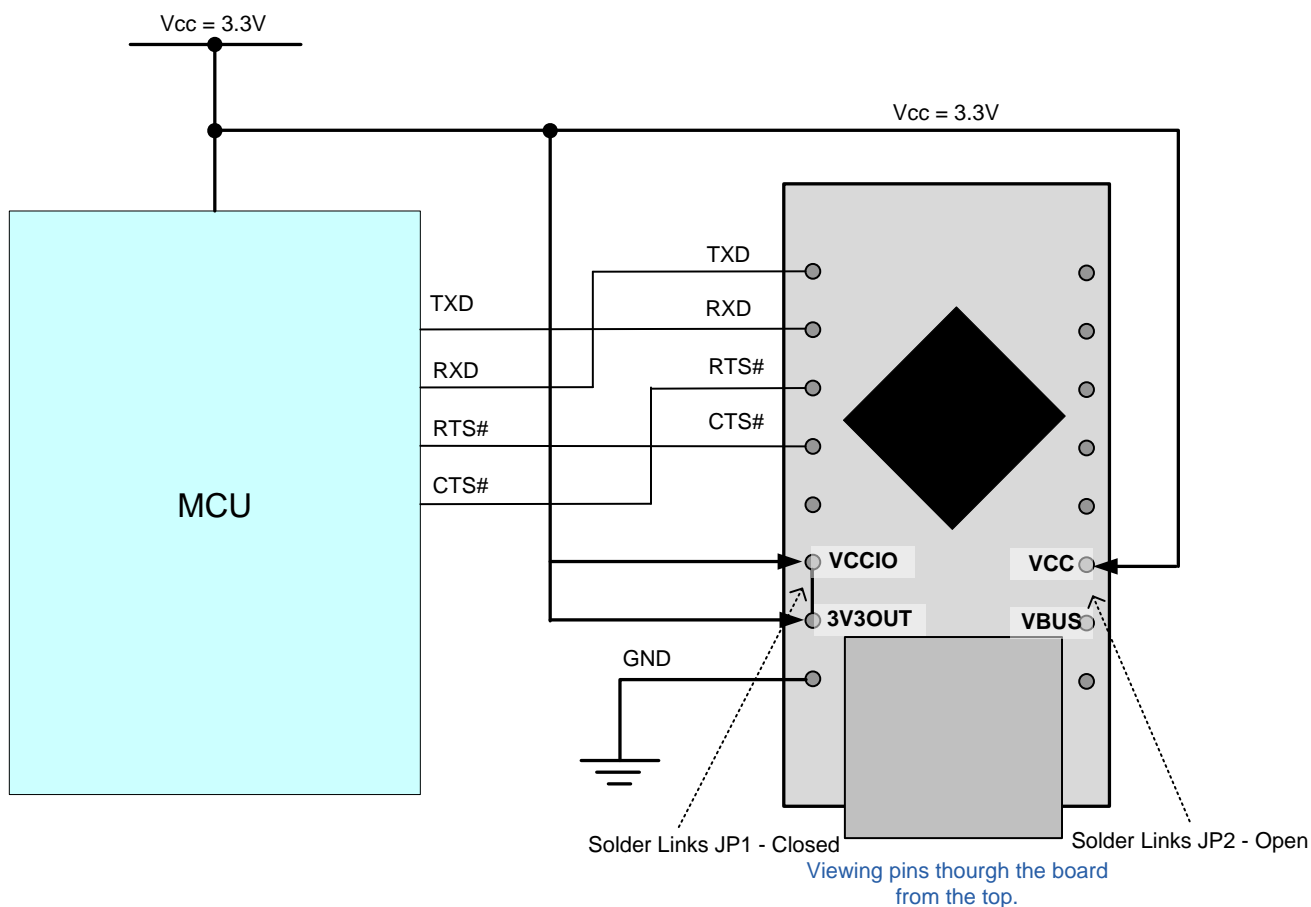 Vcc = 3.3V
Vcc = 3.3V
TXD
TXD
RXD
RXD
RTS#
RTS#
CTS#
CTS#
MCU
VCCIO
VCC
3V3OUT
VBUS
GND
Solder Links JP1 - Closed
Solder Links JP2 - Open
Viewing pins thourgh the board
from the top.